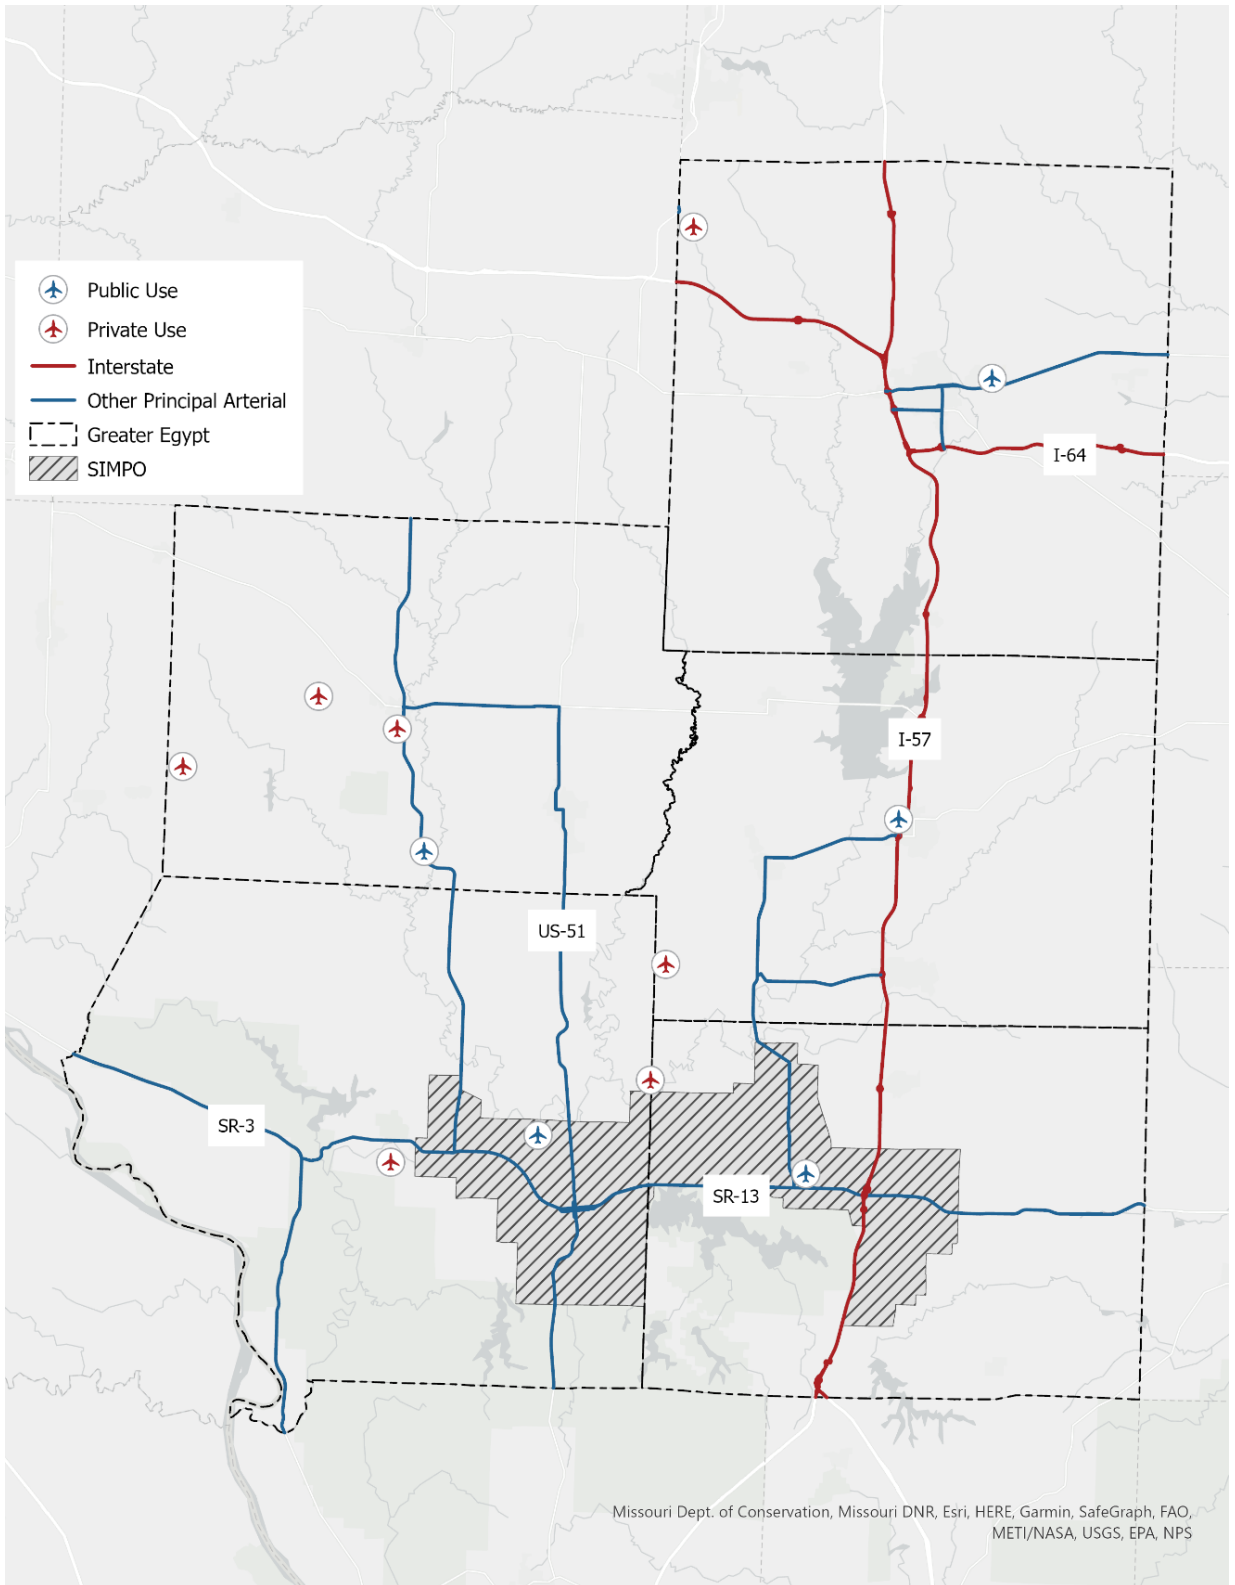 Public Use
Private Use
Interstate
Other Principal Arterial
Greater Egypt
SIMPO
I-64
I-57
US-51
SR-3
SR-13
Missouri Dept. of Conservation, Missouri DNR, Esri, HERE, Garmin, SafeGraph, FAO,
METI/NASA, USGS, EPA, NPS